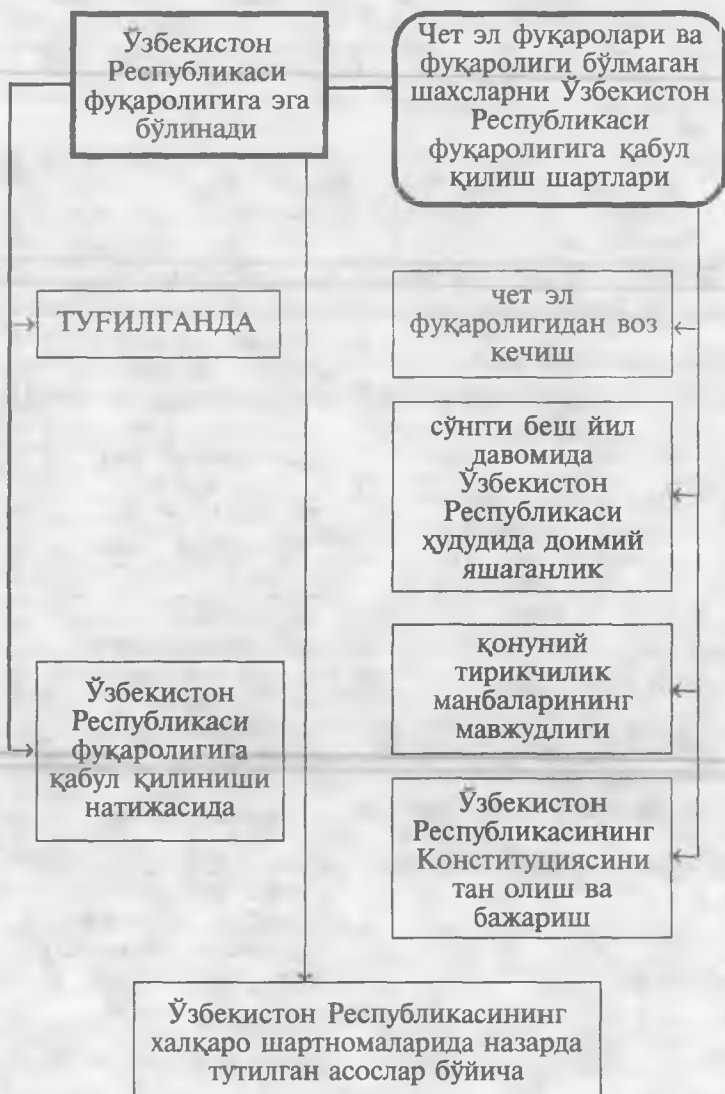 Ўзбекистон
Республикаси
фуқаролигига эга
бўлинади
Чет эл фуқаролари ва
фуқаролиги бўлмаган
шахсларни Ўзбекистон
Республикаси
фуқаролигига қабул
қилиш шартлари
ТУҒИЛГАНДА
чет эл
фуқаролигидан воз
кечиш
сўнгги беш йил
давомида
Ўзбекистон
Республикаси
ҳудудида доимий
яшаганлик
қонуний
тирикчилик
манбаларининг
мавжудлиги
Ўзбекистон
Республикаси
фуқаролигига
қабул қилиниши
натижасида
Ўзбекистон
Республикасининг
Конституциясини
тан олиш ва
бажариш
Ўзбекистон Республикасининг
халқаро шартномаларида назарда
тутилган асослар бўйича